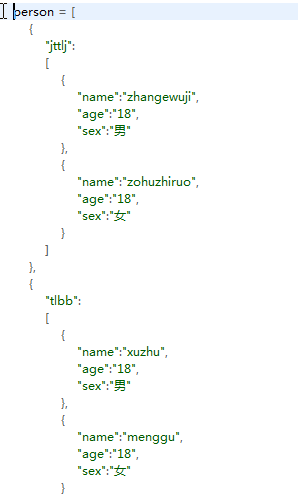 person = [
{
"jttlj":
[
{
"name":"zhangewuji",
"age":"18",
"sex":"男"
},
{
"name":"zohuzhiruo",
"age":"18",
"sex":"女"
}
]
},
{
"tlbb":
[
{
"name":"xuzhu",
"age":"18",
"sex":"男"
},
{
"name":"menggu",
"age":"18",
"sex":"女"
}